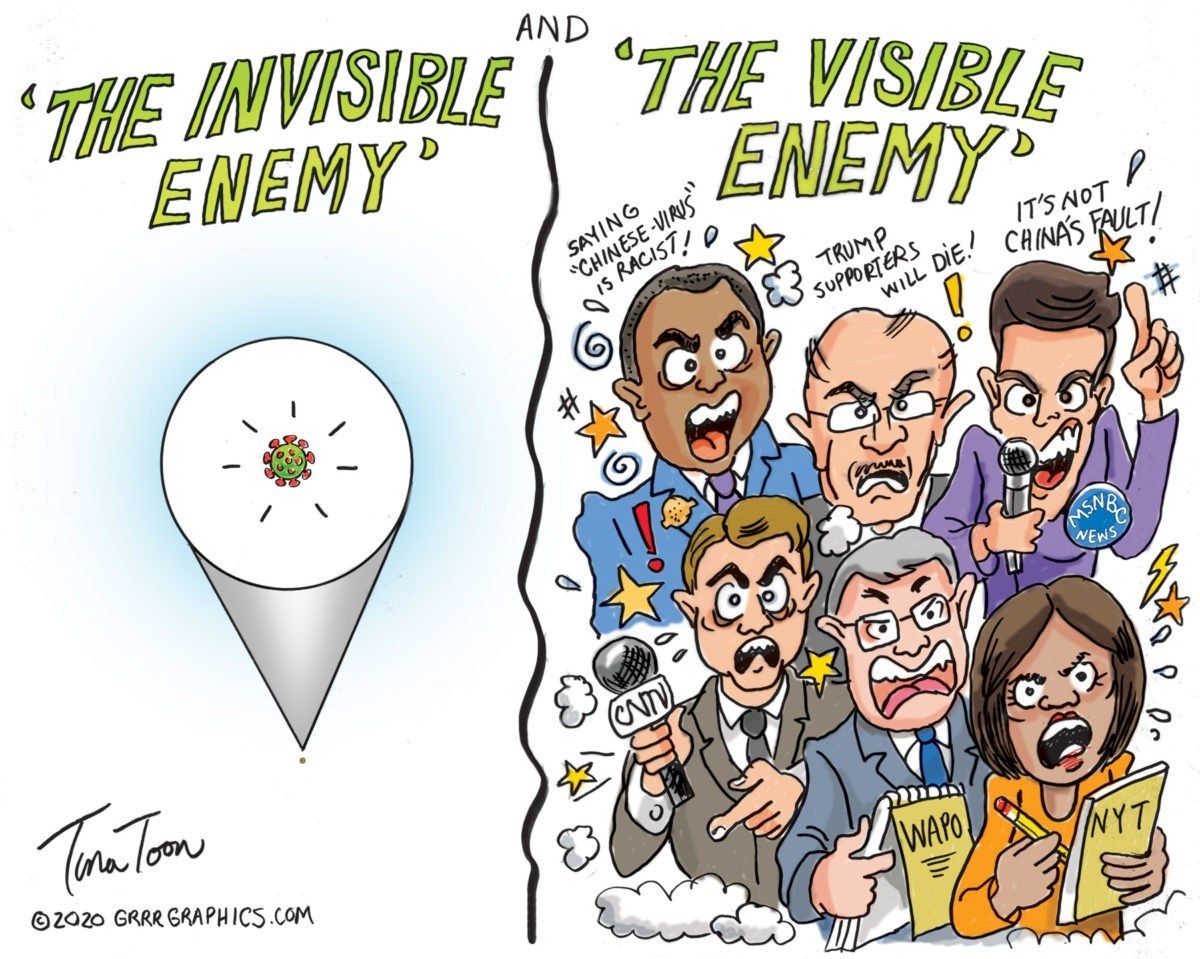 AND
'THE INVISIBLE
ENEMY'
'THE VISIBLE
ENEMY'
SAYING
"CHINESE-VIRUS"
IS RACIST!
TRUMP
SUPPORTERS
WILL DIE!
IT'S NOT
CHINA'S FAULT!
MSNBC
NEWS
CNTV
WAPO
NYT
Tina Toon
©2020 GRRRGRAPHICS.COM